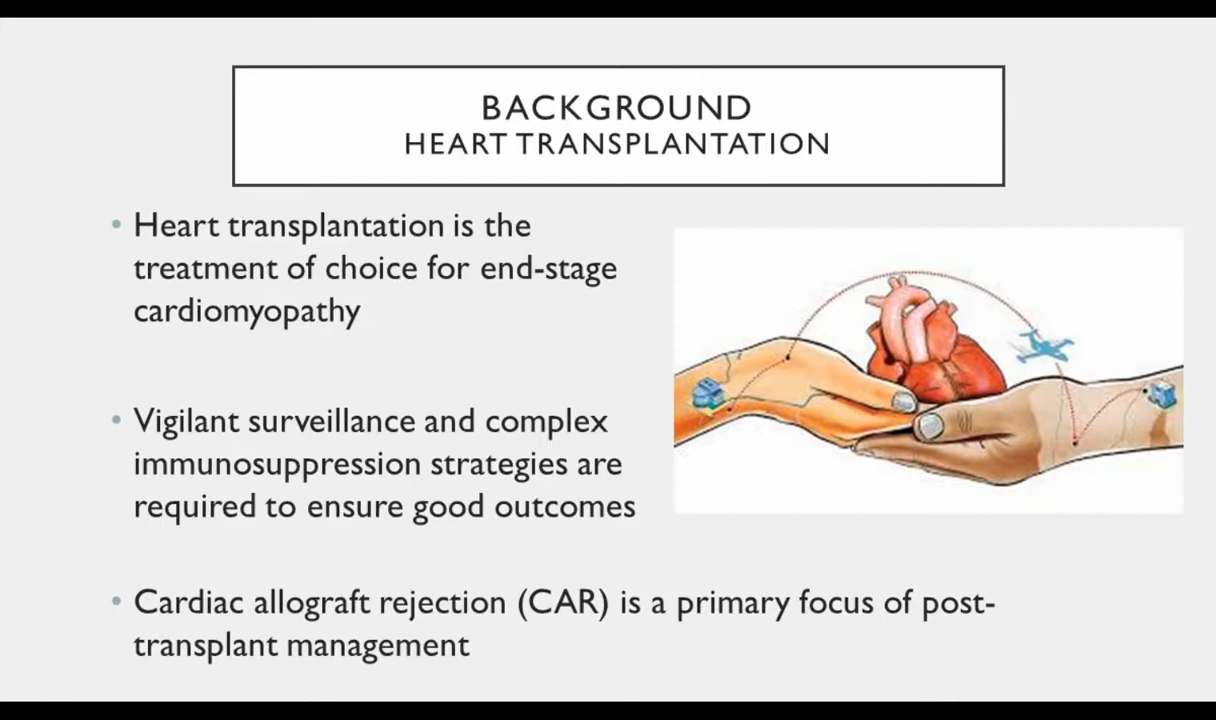 BACKGROUND
HEART TRANSPLANTATION
• Heart transplantation is the
treatment of choice for end-stage
cardiomyopathy
• Vigilant surveillance and complex
immunosuppression strategies are
required to ensure good outcomes
• Cardiac allograft rejection (CAR) is a primary focus of post-
transplant management